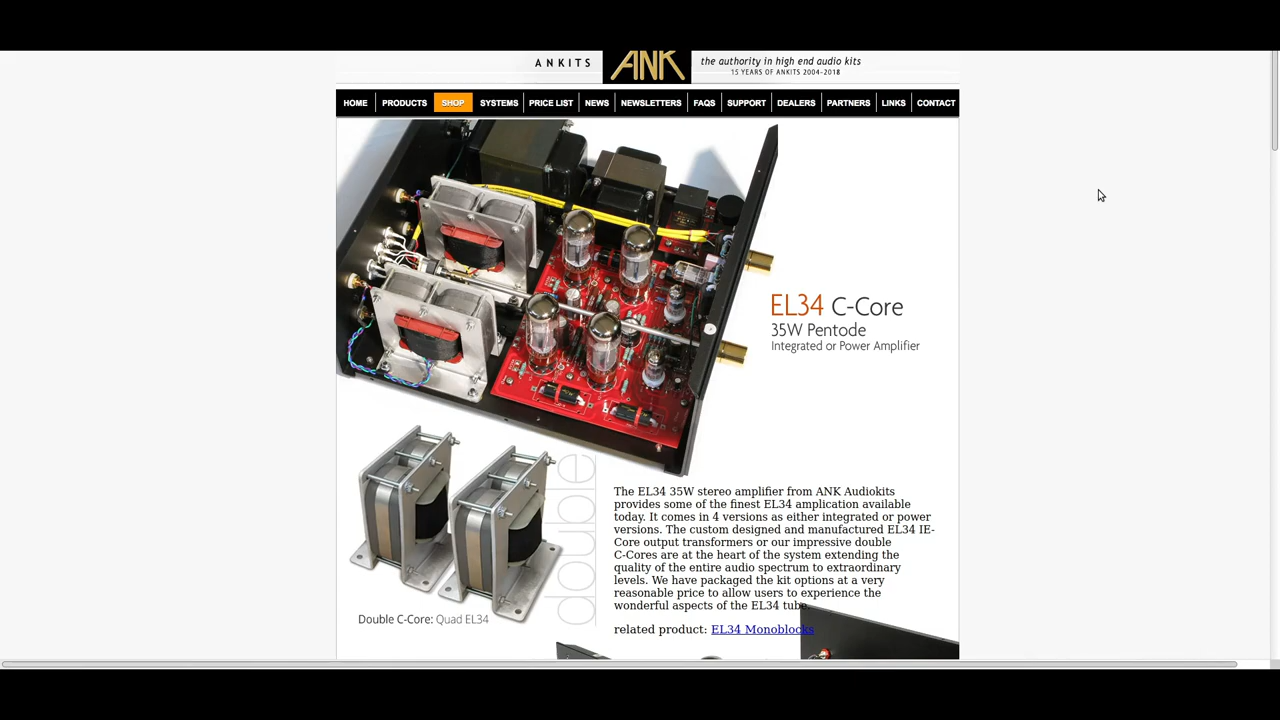 ANKITS
ANK
the authority in high end audio kits
15 YEARS OF ANKITS 2004-2018
HOME
PRODUCTS
SHOP
SYSTEMS
PRICE LIST
NEWS
NEWSLETTERS
FAQS
SUPPORT
DEALERS
PARTNERS
LINKS
CONTACT
EL34 C-Core
35W Pentode
Integrated or Power Amplifier
double
Double C-Core: Quad EL34
The EL34 35W stereo amplifier from ANK Audiokits
provides some of the finest EL34 amplication available
today. It comes in 4 versions as either integrated or power
versions. The custom designed and manufactured EL34 IE-
Core output transformers or our impressive double
C-Cores are at the heart of the system extending the
quality of the entire audio spectrum to extraordinary
levels. We have packaged the kit options at a very
reasonable price to allow users to experience the
wonderful aspects of the EL34 tube.
related product: EL34 Monoblocks